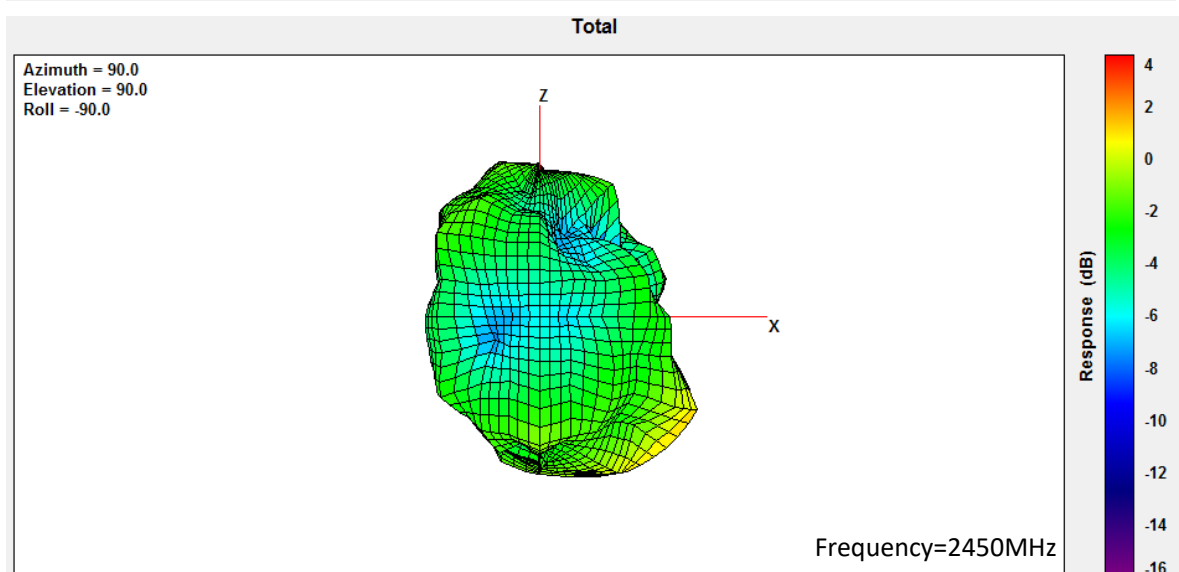 Total
Azimuth = 90.0
Elevation = 90.0
Roll = -90.0
Z
X
Frequency=2450MHz
Response (dB)
4
2
0
-2
-4
-6
-8
-10
-12
-14
-16